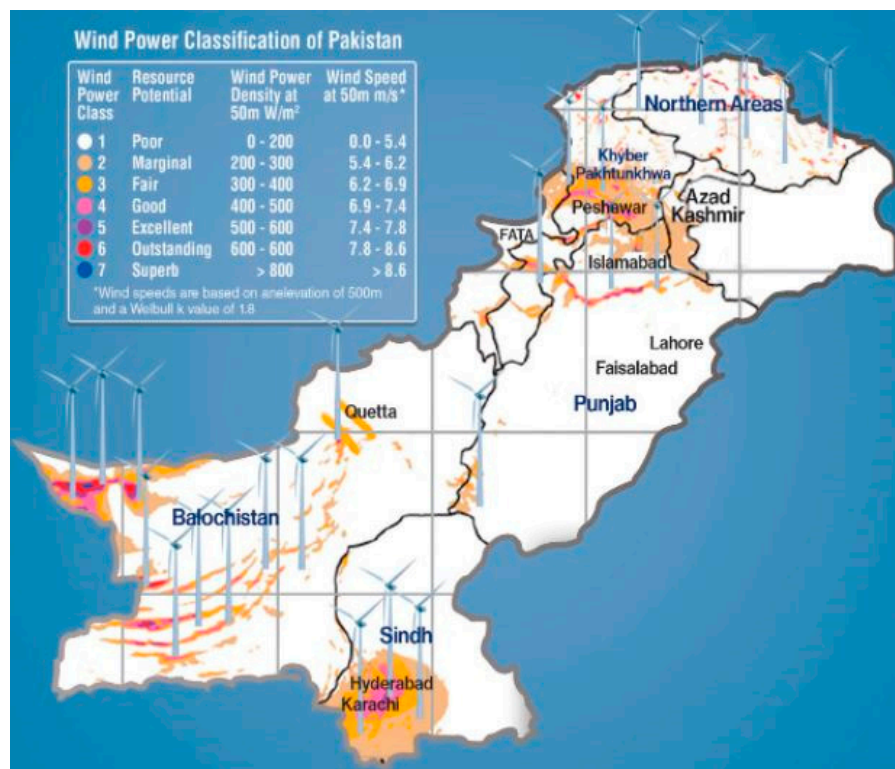 Wind Power Classification of Pakistan
Wind Power Class Resource Potential Wind Power Density at 50m W/m² Wind Speed at 50m m/s*
1 Poor 0 - 200 0.0 - 5.4
2 Marginal 200 - 300 5.4 - 6.2
3 Fair 300 - 400 6.2 - 6.9
4 Good 400 - 500 6.9 - 7.4
5 Excellent 500 - 600 7.4 - 7.8
6 Outstanding 600 - 600 7.8 - 8.6
7 Superb > 800 > 8.6
*Wind speeds are based on anelevation of 500m
and a Welbull k value of 1.8
Northern Areas
Khyber
Pakhtunkhwa
Azad
Kashmir
Peshawar
FATA
Islamabad
Lahore
Faisalabad
Punjab
Quetta
Balochistan
Sindh
Hyderabad
Karachi